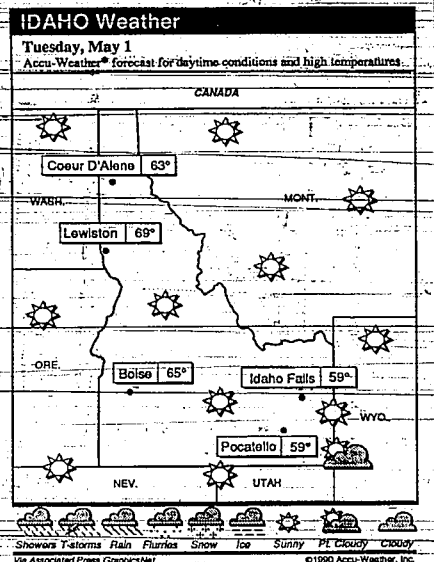 IDAHO Weather
Tuesday, May 1
Accu-Weather® forecast for daytime conditions and high temperatures
CANADA
Coeur D'Alene 63°
WASH.
MONT.
Lewiston 69°
ORE.
Boise 65°
Idaho Falls 59°
WYO.
Pocatello 59°
NEV.
UTAH
Showers T-storms Rain Flurries Snow Ice Sunny Pt. Cloudy Cloudy
Via Associated Press GraphicsNet
©1990 Accu-Weather, Inc.